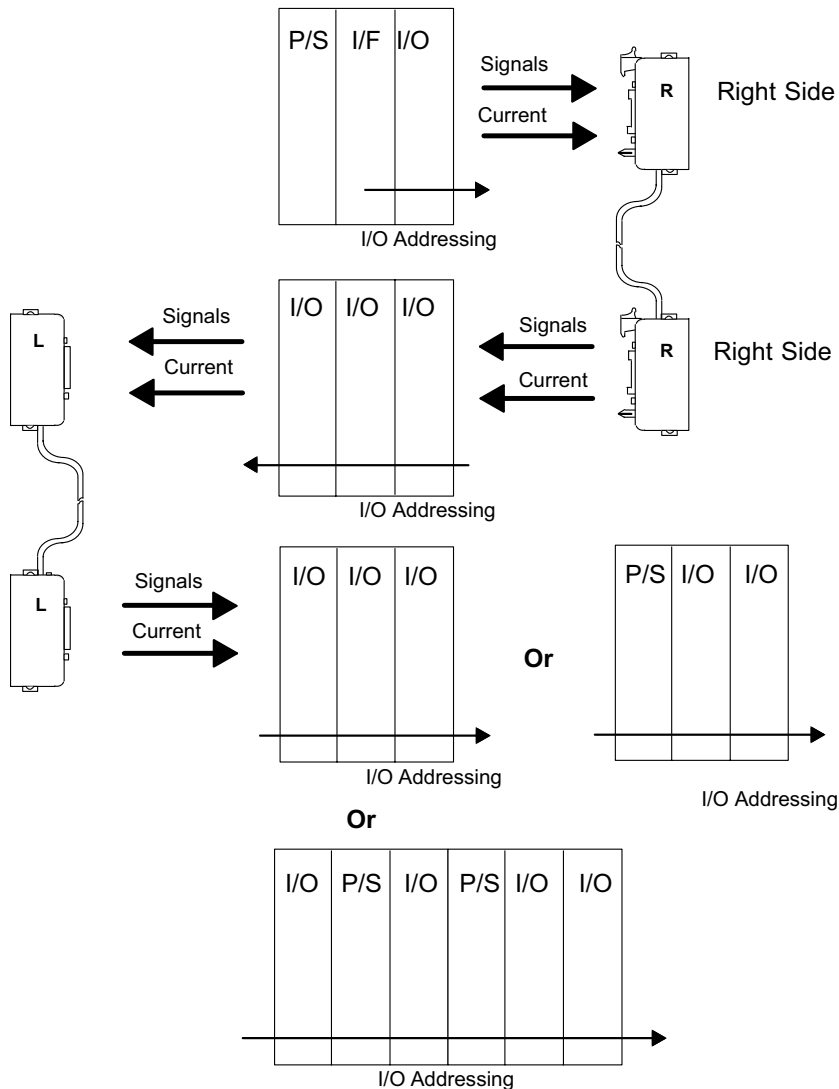 P/S I/F I/O
Signals
Current
R
Right Side
I/O Addressing
L
Signals
Current
I/O I/O I/O
Signals
Current
R
Right Side
I/O Addressing
L
Signals
Current
I/O I/O I/O
Or
P/S I/O I/O
I/O Addressing
I/O Addressing
Or
I/O P/S I/O P/S I/O I/O
I/O Addressing